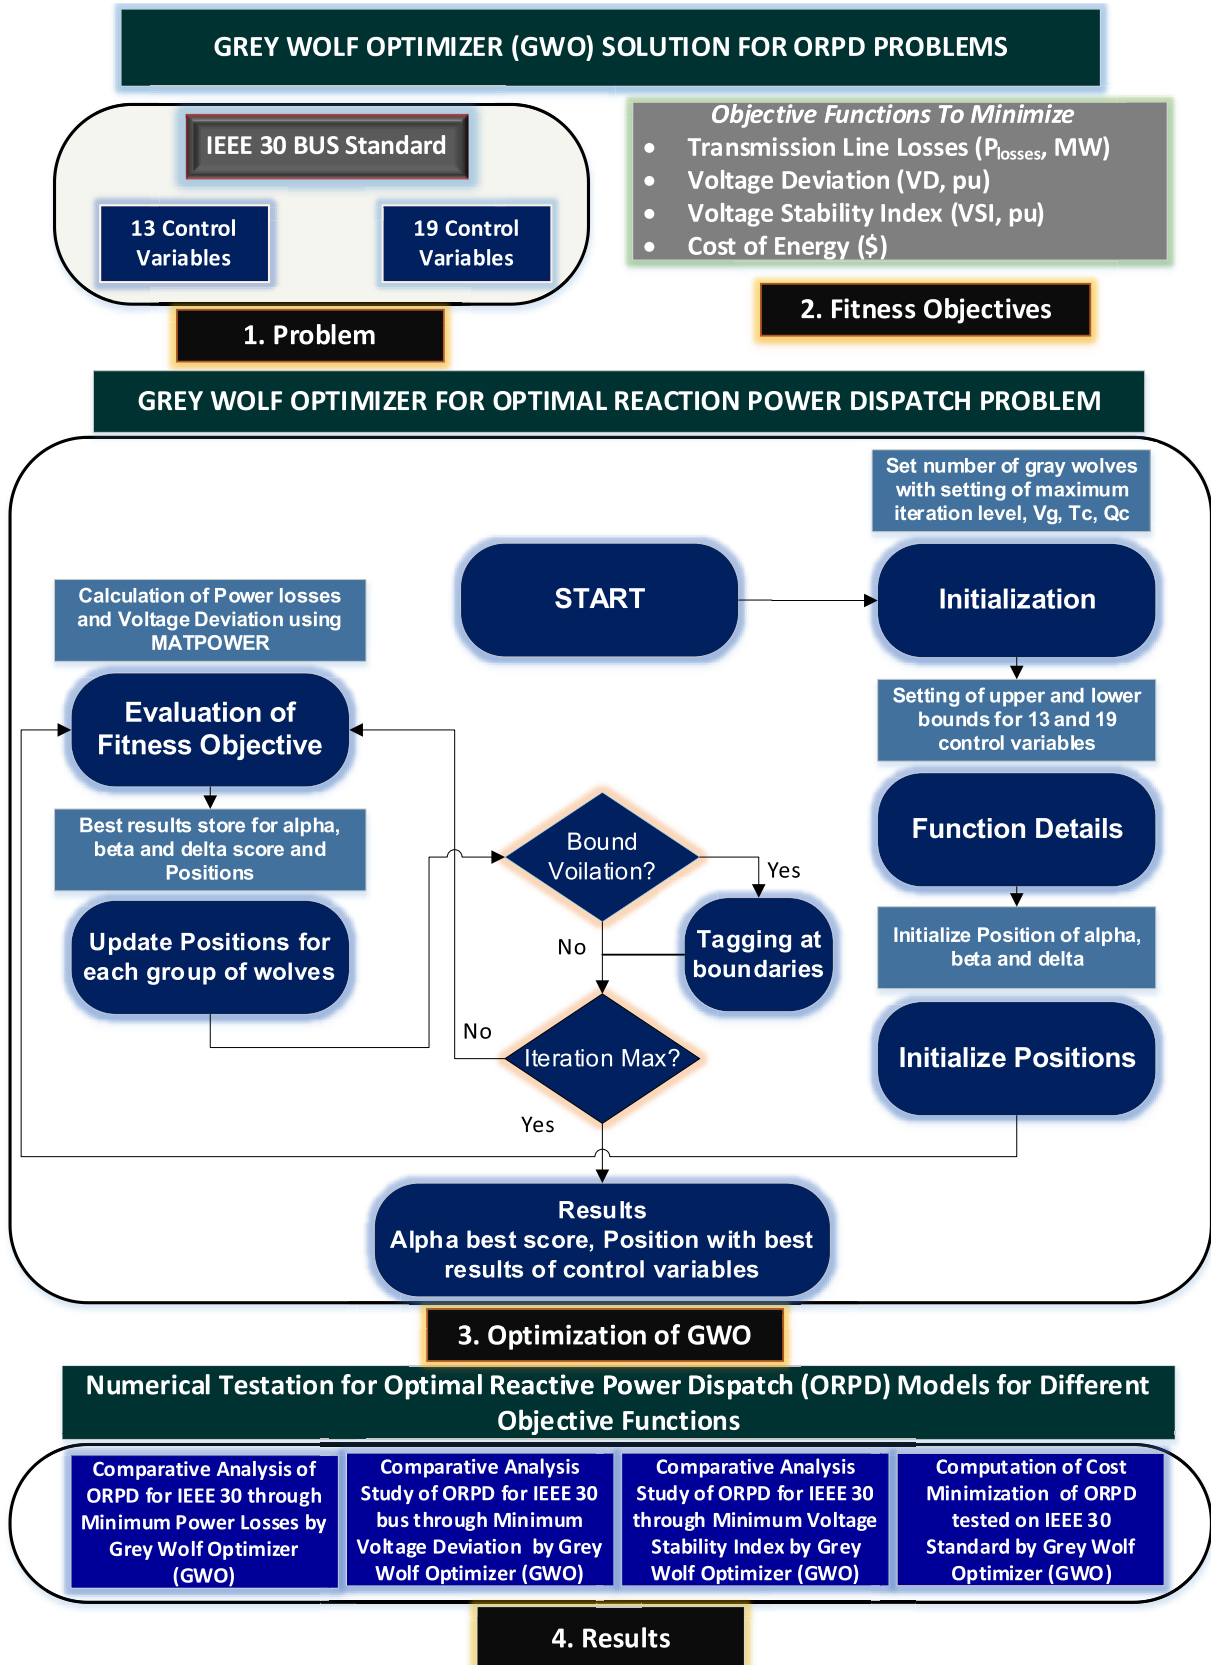 GREY WOLF OPTIMIZER (GWO) SOLUTION FOR ORPD PROBLEMS
IEEE 30 BUS Standard
13 Control
Variables
19 Control
Variables
1. Problem
Objective Functions To Minimize
• Transmission Line Losses (Plosses, MW)
• Voltage Deviation (VD, pu)
• Voltage Stability Index (VSI, pu)
• Cost of Energy ($)
2. Fitness Objectives
GREY WOLF OPTIMIZER FOR OPTIMAL REACTION POWER DISPATCH PROBLEM
START
Set number of gray wolves
with setting of maximum
iteration level, Vg, Tc, Qc
Initialization
Setting of upper and lower
bounds for 13 and 19
control variables
Function Details
Initialize Position of alpha,
beta and delta
Initialize Positions
Calculation of Power losses
and Voltage Deviation using
MATPOWER
Evaluation of
Fitness Objective
Best results store for alpha,
beta and delta score and
Positions
Update Positions for
each group of wolves
Bound
Voilation?
Yes
Tagging at
boundaries
No
Iteration Max?
No
Yes
Results
Alpha best score, Position with best
results of control variables
3. Optimization of GWO
Numerical Testation for Optimal Reactive Power Dispatch (ORPD) Models for Different
Objective Functions
Comparative Analysis of
ORPD for IEEE 30 through
Minimum Power Losses by
Grey Wolf Optimizer
(GWO)
Comparative Analysis
Study of ORPD for IEEE 30
bus through Minimum
Voltage Deviation by Grey
Wolf Optimizer (GWO)
Comparative Analysis
Study of ORPD for IEEE 30
through Minimum Voltage
Stability Index by Grey
Wolf Optimizer (GWO)
Computation of Cost
Minimization of ORPD
tested on IEEE 30
Standard by Grey Wolf
Optimizer (GWO)
4. Results